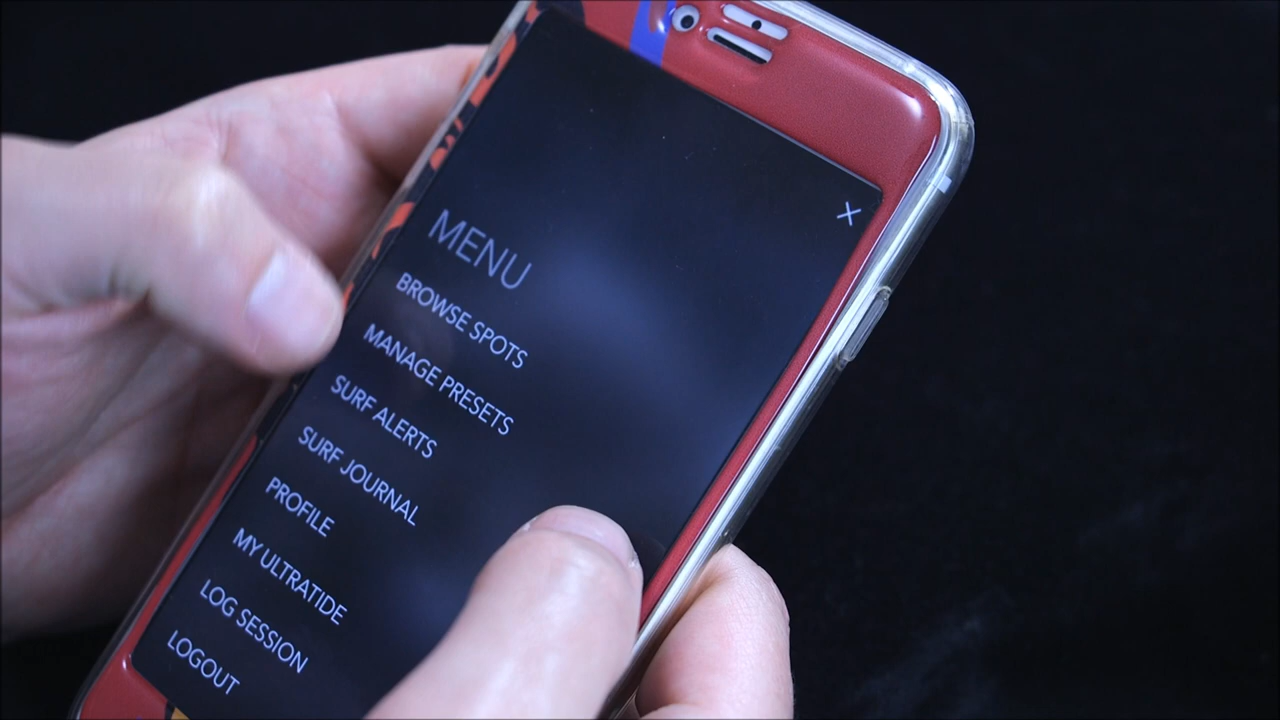 MENU
BROWSE SPOTS
MANAGE PRESETS
SURF ALERTS
SURF JOURNAL
PROFILE
MY ULTRATIDE
LOG SESSION
LOGOUT